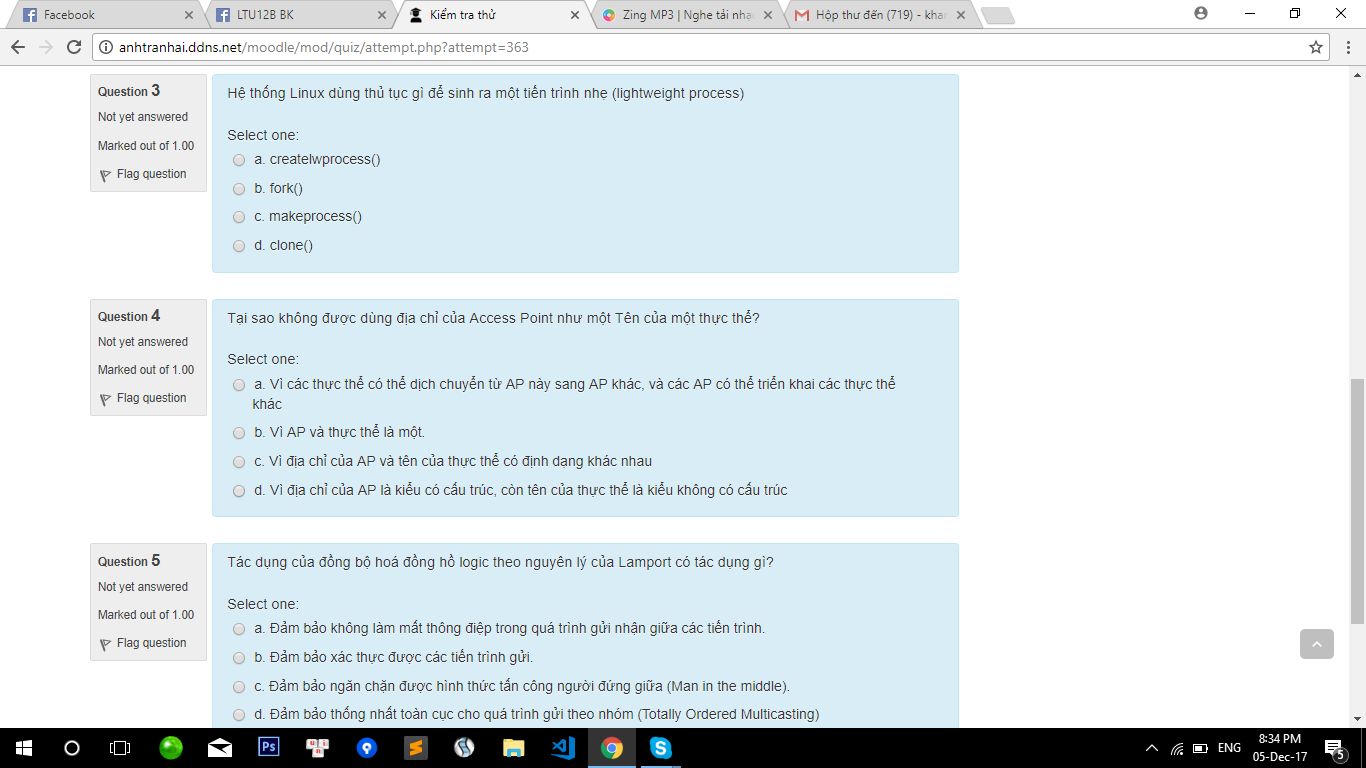 Facebook
LTU12B BK
Kiểm tra thử
Zing MP3 | Nghe tải nhạ
Hộp thư đến (719) - khan
anhtranhai.ddns.net/moodle/mod/quiz/attempt.php?attempt=363
Question 3
Not yet answered
Marked out of 1.00
Flag question
Hệ thống Linux dùng thủ tục gì để sinh ra một tiến trình nhẹ (lightweight process)
Select one:
a. createlwprocess()
b. fork()
c. makeprocess()
d. clone()
Question 4
Not yet answered
Marked out of 1.00
Flag question
Tại sao không được dùng địa chỉ của Access Point như một Tên của một thực thể?
Select one:
a. Vì các thực thể có thể dịch chuyển từ AP này sang AP khác, và các AP có thể triển khai các thực thể
khác
b. Vì AP và thực thể là một.
c. Vì địa chỉ của AP và tên của thực thể có định dạng khác nhau
d. Vì địa chỉ của AP là kiểu có cấu trúc, còn tên của thực thể là kiểu không có cấu trúc
Question 5
Not yet answered
Marked out of 1.00
Flag question
Tác dụng của đồng bộ hoá đồng hồ logic theo nguyên lý của Lamport có tác dụng gì?
Select one:
a. Đảm bảo không làm mất thông điệp trong quá trình gửi nhận giữa các tiến trình.
b. Đảm bảo xác thực được các tiến trình gửi.
c. Đảm bảo ngăn chặn được hình thức tấn công người đứng giữa (Man in the middle).
d. Đảm bảo thống nhất toàn cục cho quá trình gửi theo nhóm (Totally Ordered Multicasting)
Ps
ENG
8:34 PM
05-Dec-17
5